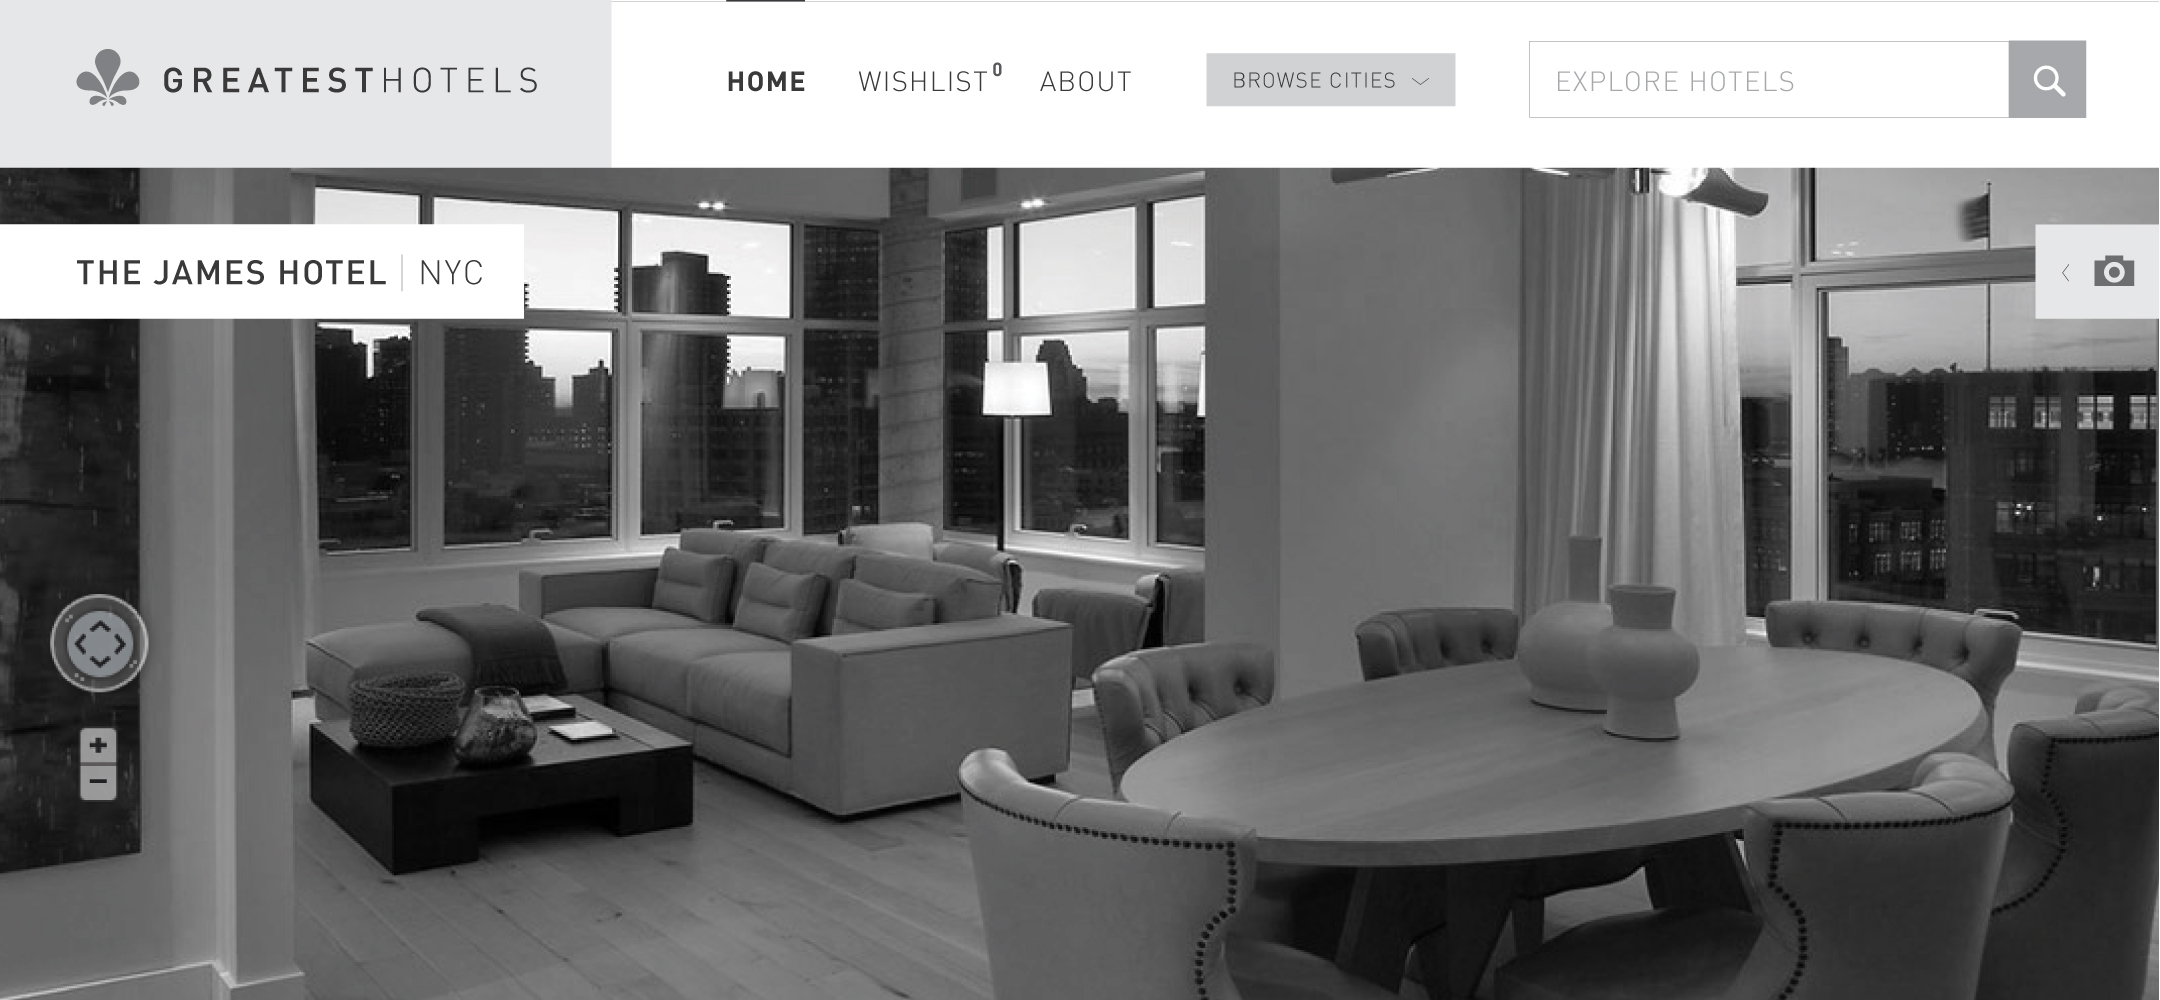 GREATESTHOTELS
HOME
WISHLIST0
ABOUT
BROWSE CITIES
EXPLORE HOTELS
THE JAMES HOTEL | NYC
+
−